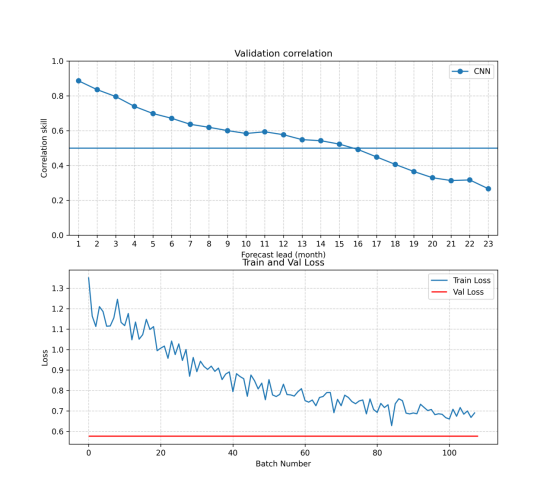 Validation correlation
1.0
0.8
0.6
0.4
0.2
0.0
Correlation skill
CNN
1 2 3 4 5 6 7 8 9 10 11 12 13 14 15 16 17 18 19 20 21 22 23
Forecast lead (month)
Train and Val Loss
1.3
1.2
1.1
1.0
0.9
0.8
0.7
0.6
Loss
Train Loss
Val Loss
0 20 40 60 80 100
Batch Number